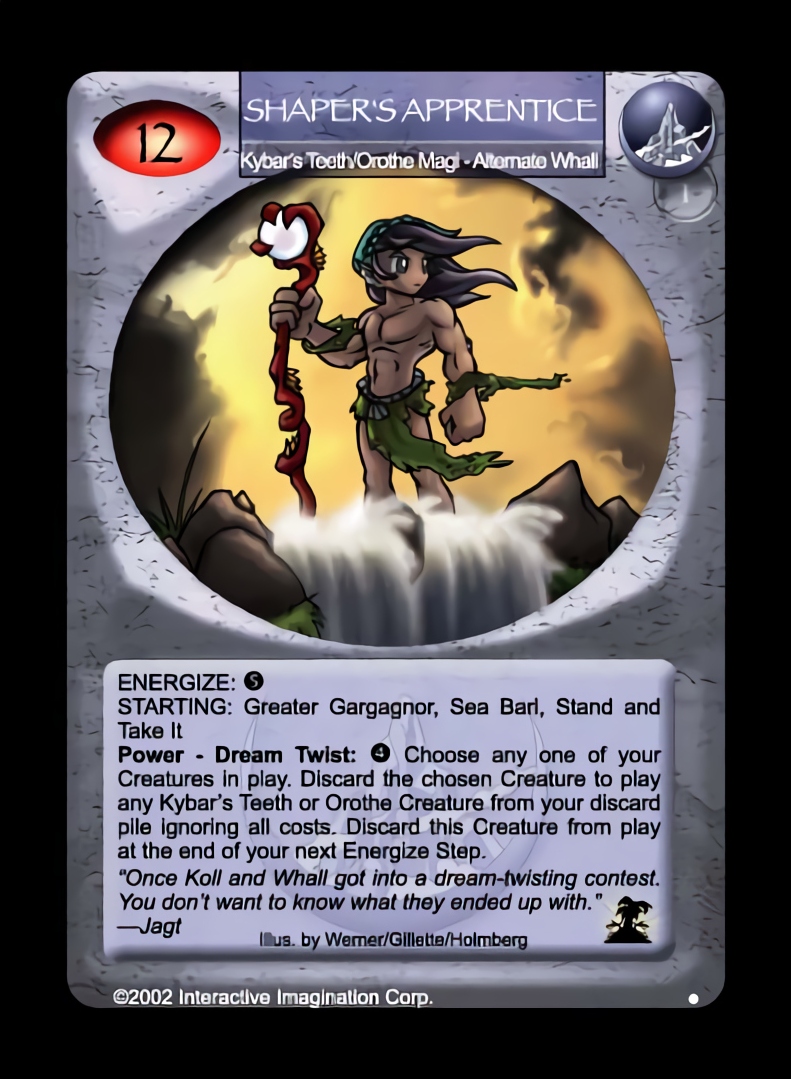 SHAPER'S APPRENTICE
12
Kybar's Teeth/Orothe Magi - Alternate Whall
1
ENERGIZE: 5
STARTING: Greater Gargagnor, Sea Barl, Stand and
Take It
Power - Dream Twist: 4 Choose any one of your
Creatures in play. Discard the chosen Creature to play
any Kybar's Teeth or Orothe Creature from your discard
pile ignoring all costs. Discard this Creature from play
at the end of your next Energize Step.
"Once Koll and Whall got into a dream-twisting contest.
You don't want to know what they ended up with."
—Jagt
Illus. by Werner/Gillette/Holmberg
©2002 Interactive Imagination Corp.